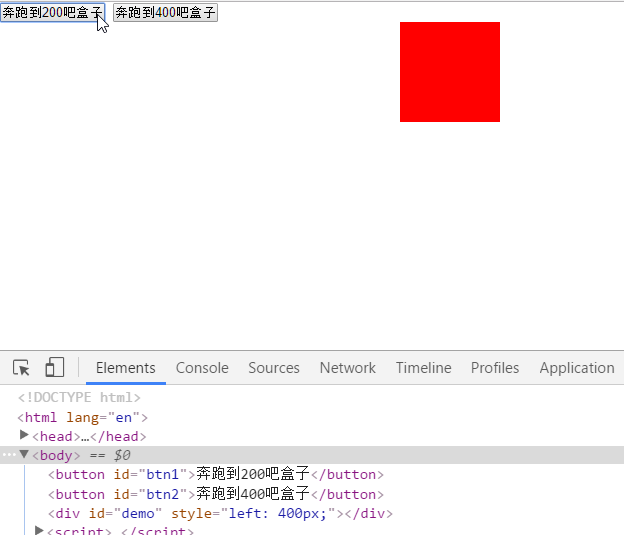 奔跑到200吧盒子 奔跑到400吧盒子
Elements Console Sources Network Timeline Profiles Application
<!DOCTYPE html>
<html lang="en">
<head>…</head>
<body> == $0
<button id="btn1">奔跑到200吧盒子</button>
<button id="btn2">奔跑到400吧盒子</button>
<div id="demo" style="left: 400px;"></div>
<script>…</script>